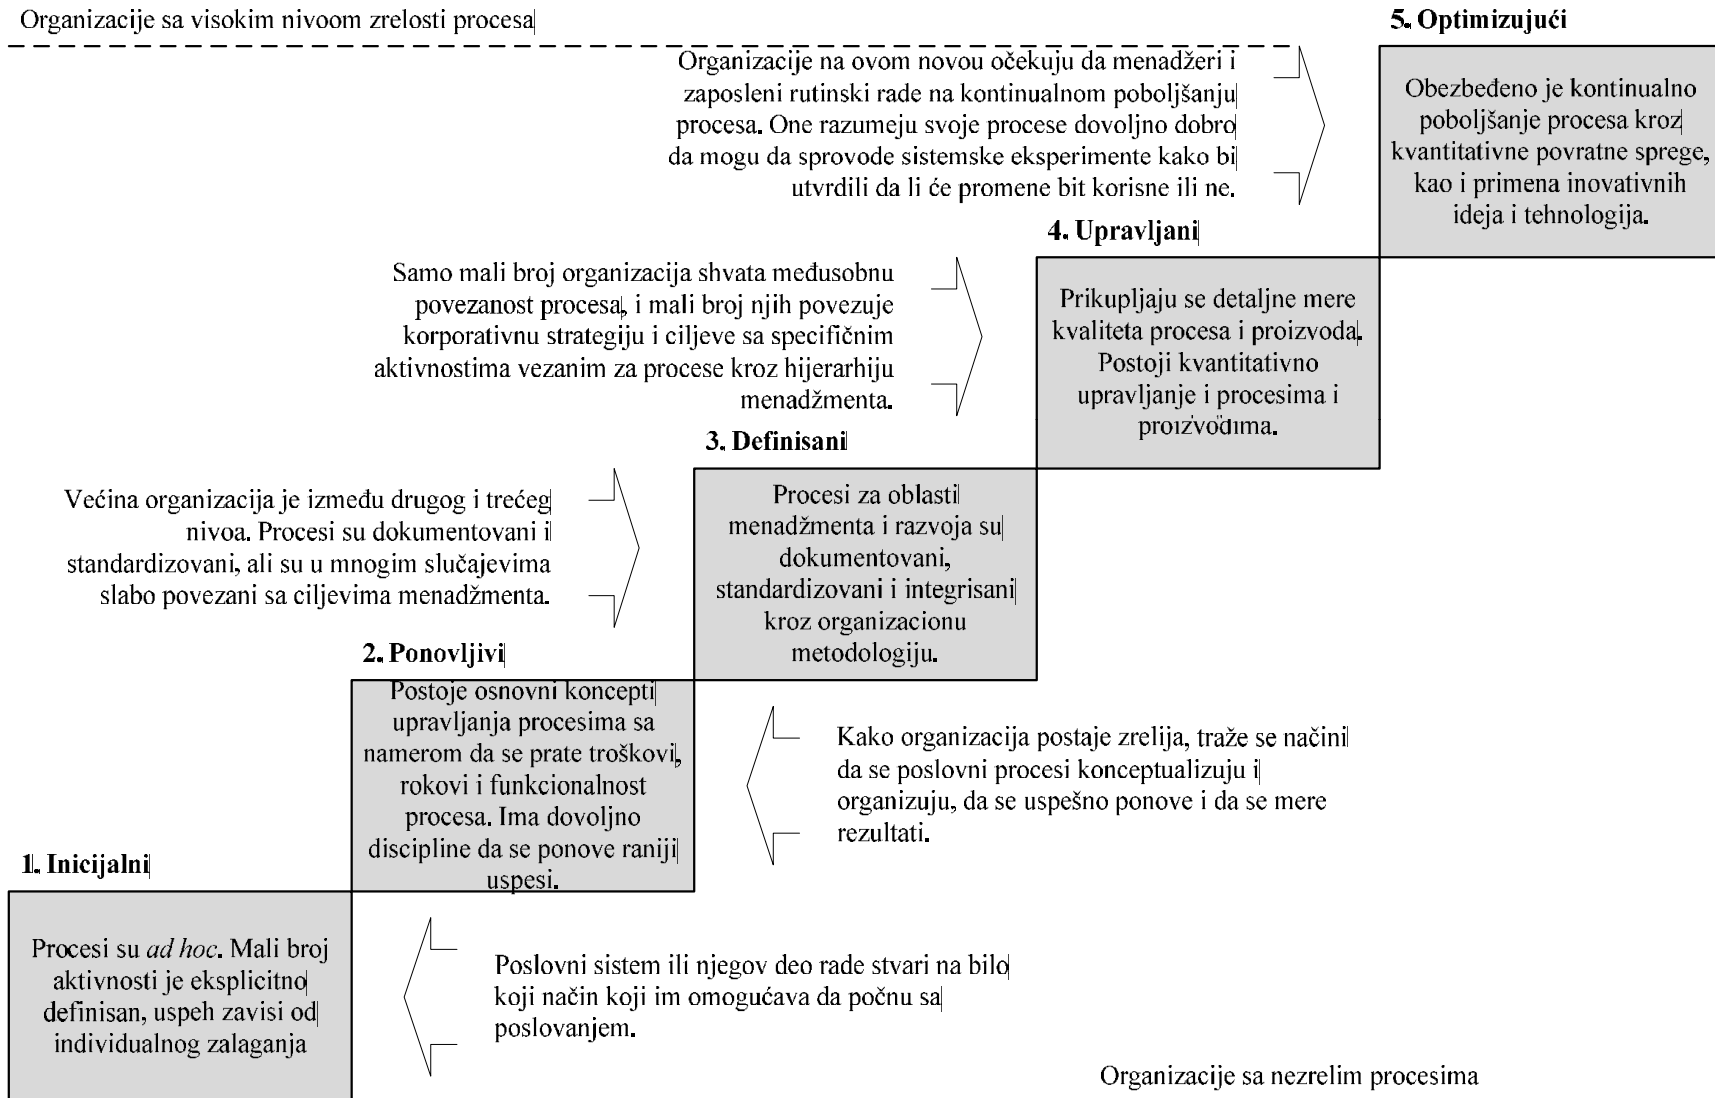 Organizacije sa visokim nivoom zrelosti procesa
5. Optimizujući
Organizacije na ovom novou očekuju da menadžeri i
zaposleni rutinski rade na kontinualnom poboljšanju
procesa. One razumeju svoje procese dovoljno dobro
da mogu da sprovode sistemske eksperimente kako bi
utvrdili da li će promene bit korisne ili ne.
Obezbeđeno je kontinualno
poboljšanje procesa kroz
kvantitativne povratne sprege,
kao i primena inovativnih
ideja i tehnologija.
4. Upravljani
Samo mali broj organizacija shvata međusobnu
povezanost procesa, i mali broj njih povezuje
korporativnu strategiju i ciljeve sa specifičnim
aktivnostima vezanim za procese kroz hijerarhiju
menadžmenta.
Prikupljaju se detaljne mere
kvaliteta procesa i proizvoda.
Postoji kvantitativno
upravljanje i procesima i
proizvodima.
3. Definisani
Većina organizacija je između drugog i trećeg
nivoa. Procesi su dokumentovani i
standardizovani, ali su u mnogim slučajevima
slabo povezani sa ciljevima menadžmenta.
Procesi za oblasti
menadžmenta i razvoja su
dokumentovani,
standardizovani i integrisani
kroz organizacionu
metodologiju.
2. Ponovljivi
Postoje osnovni koncepti
upravljanja procesima sa
namerom da se prate troškovi,
rokovi i funkcionalnost
procesa. Ima dovoljno
discipline da se ponove raniji
uspesi.
Kako organizacija postaje zrelija, traže se načini
da se poslovni procesi konceptualizuju i
organizuju, da se uspešno ponove i da se mere
rezultati.
1. Inicijalni
Procesi su ad hoc. Mali broj
aktivnosti je eksplicitno
definisan, uspeh zavisi od
individualnog zalaganja
Poslovni sistem ili njegov deo rade stvari na bilo
koji način koji im omogućava da počnu sa
poslovanjem.
Organizacije sa nezrelim procesima